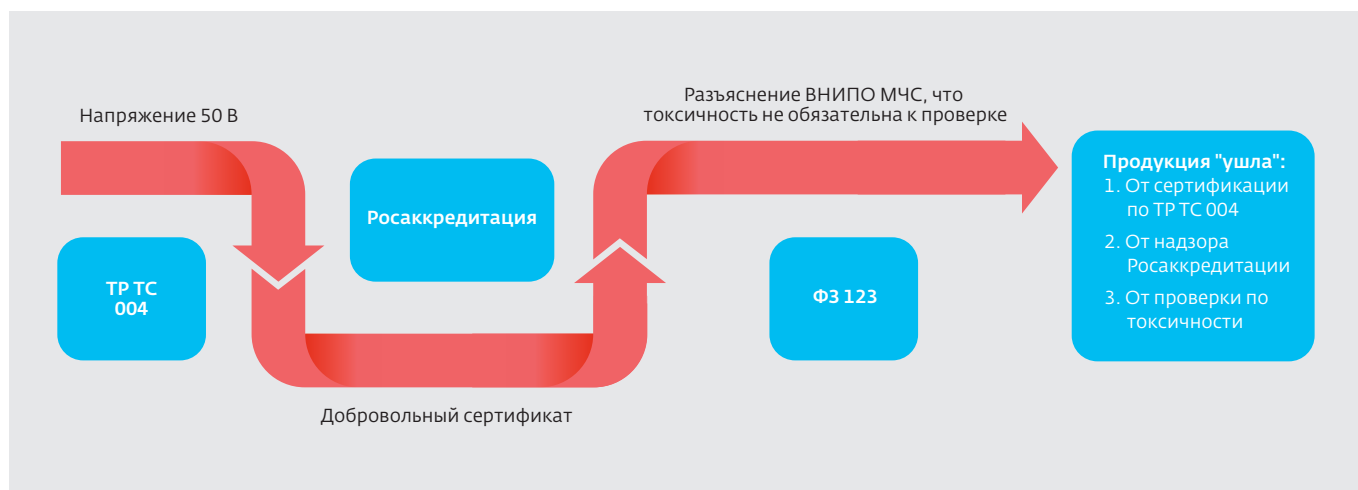 Напряжение 50 В
Разъяснение ВНИПО МЧС, что
токсичность не обязательна к проверке
Росаккредитация
ТР ТС
004
ФЗ 123
Продукция "ушла":
1. От сертификации
по ТР ТС 004
2. От надзора
Росаккредитации
3. От проверки по
токсичности
Добровольный сертификат